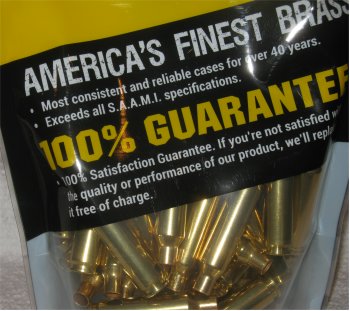 AMERICA'S FINEST BRASS
• Most consistent and reliable cases for over 40 years.
• Exceeds all S.A.A.M.I. specifications.
100% GUARANTEE
• 100% Satisfaction Guarantee. If you're not satisfied w
the quality or performance of our product, we'll repla
it free of charge.